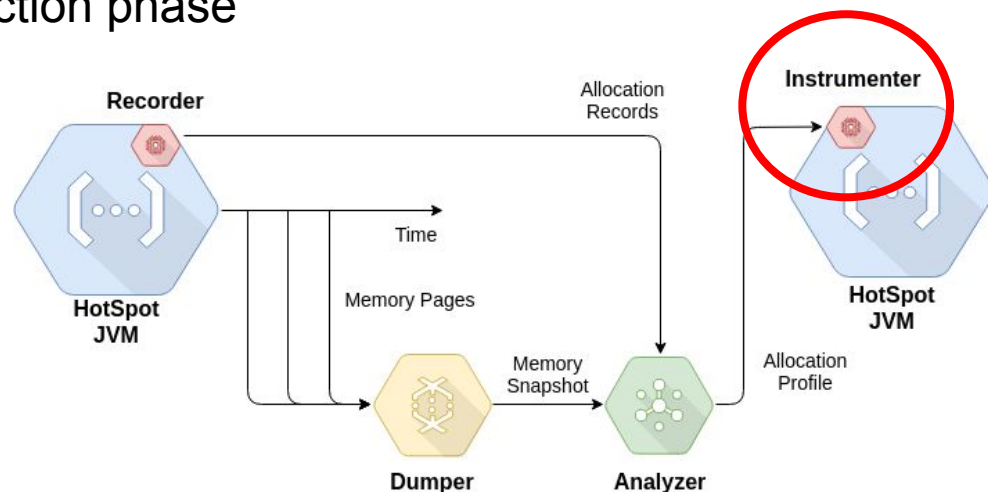 ction phase
Instrumenter
Recorder
Allocation
Records
Time
Memory Pages
HotSpot
JVM
HotSpot
JVM
Memory
Snapshot
Allocation
Profile
Dumper
Analyzer